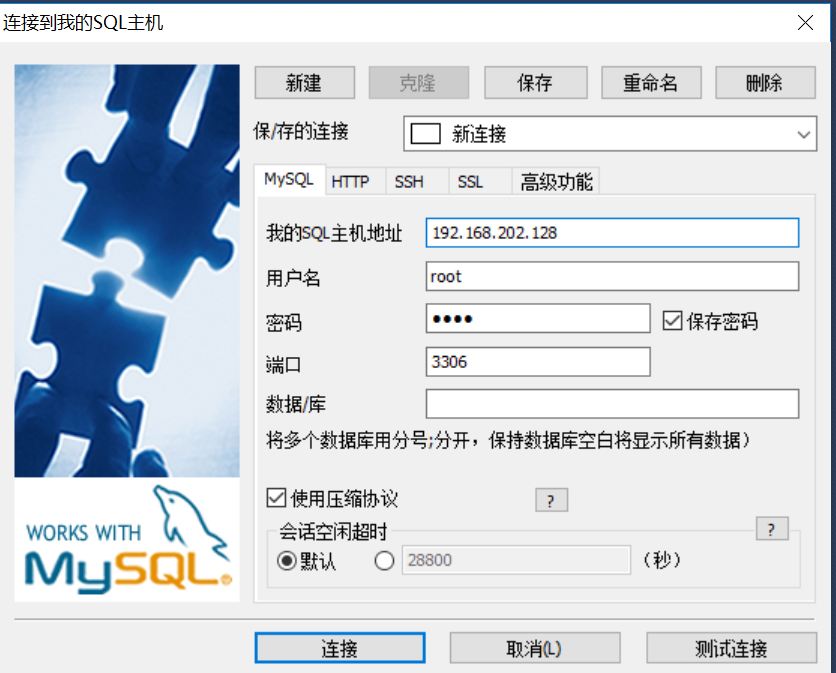 连接到我的SQL主机
新建 克隆 保存 重命名 删除
保/存的连接 新连接
MySQL HTTP SSH SSL 高级功能
我的SQL主机地址 192.168.202.128
用户名 root
密码 •••• 保存密码
端口 3306
数据/库
将多个数据库用分号;分开，保持数据库空白将显示所有数据）
使用压缩协议 ?
会话空闲超时 ?
默认 28800 （秒）
WORKS WITH
MySQL®
连接 取消(L) 测试连接